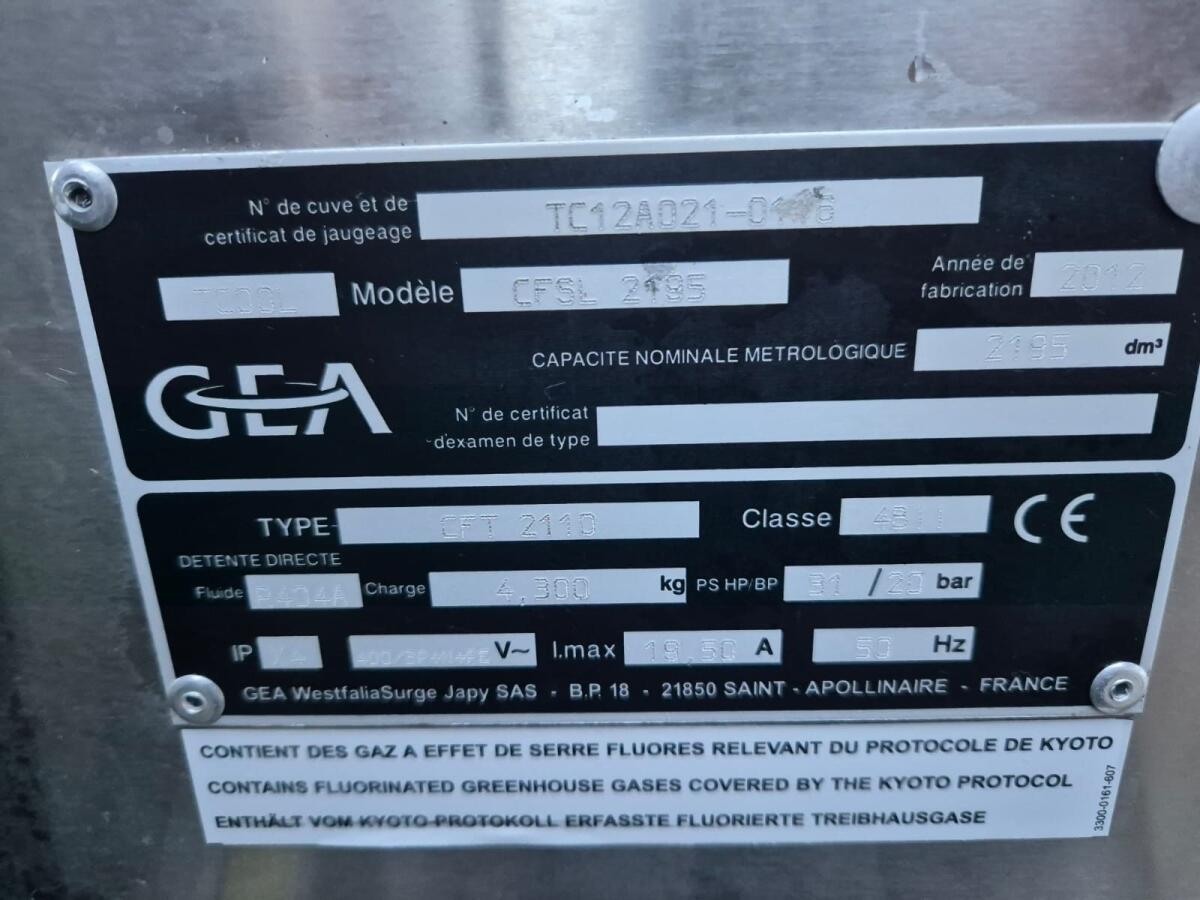 N° de cuve et de
certificat de jaugeage
TCOOL Modèle CFSL 2195
Année de
fabrication 2012
CAPACITE NOMINALE METROLOGIQUE 2195 dm³
GEA
N° de certificat
d'examen de type
TYPE CFT 2110 Classe CE
DETENTE DIRECTE
Fluide R404A Charge 4,300 kg PS HP/BP 31 / 20 bar
IP V~ I.max 19,50 A 50 Hz
GEA WestfaliaSurge Japy SAS - B.P. 18 - 21850 SAINT - APOLLINAIRE - FRANCE
CONTIENT DES GAZ A EFFET DE SERRE FLUORES RELEVANT DU PROTOCOLE DE KYOTO
CONTAINS FLUORINATED GREENHOUSE GASES COVERED BY THE KYOTO PROTOCOL
ENTHÄLT VOM KYOTO-PROTOKOLL ERFASSTE FLUORIERTE TREIBHAUSGASE
3300-0161-607